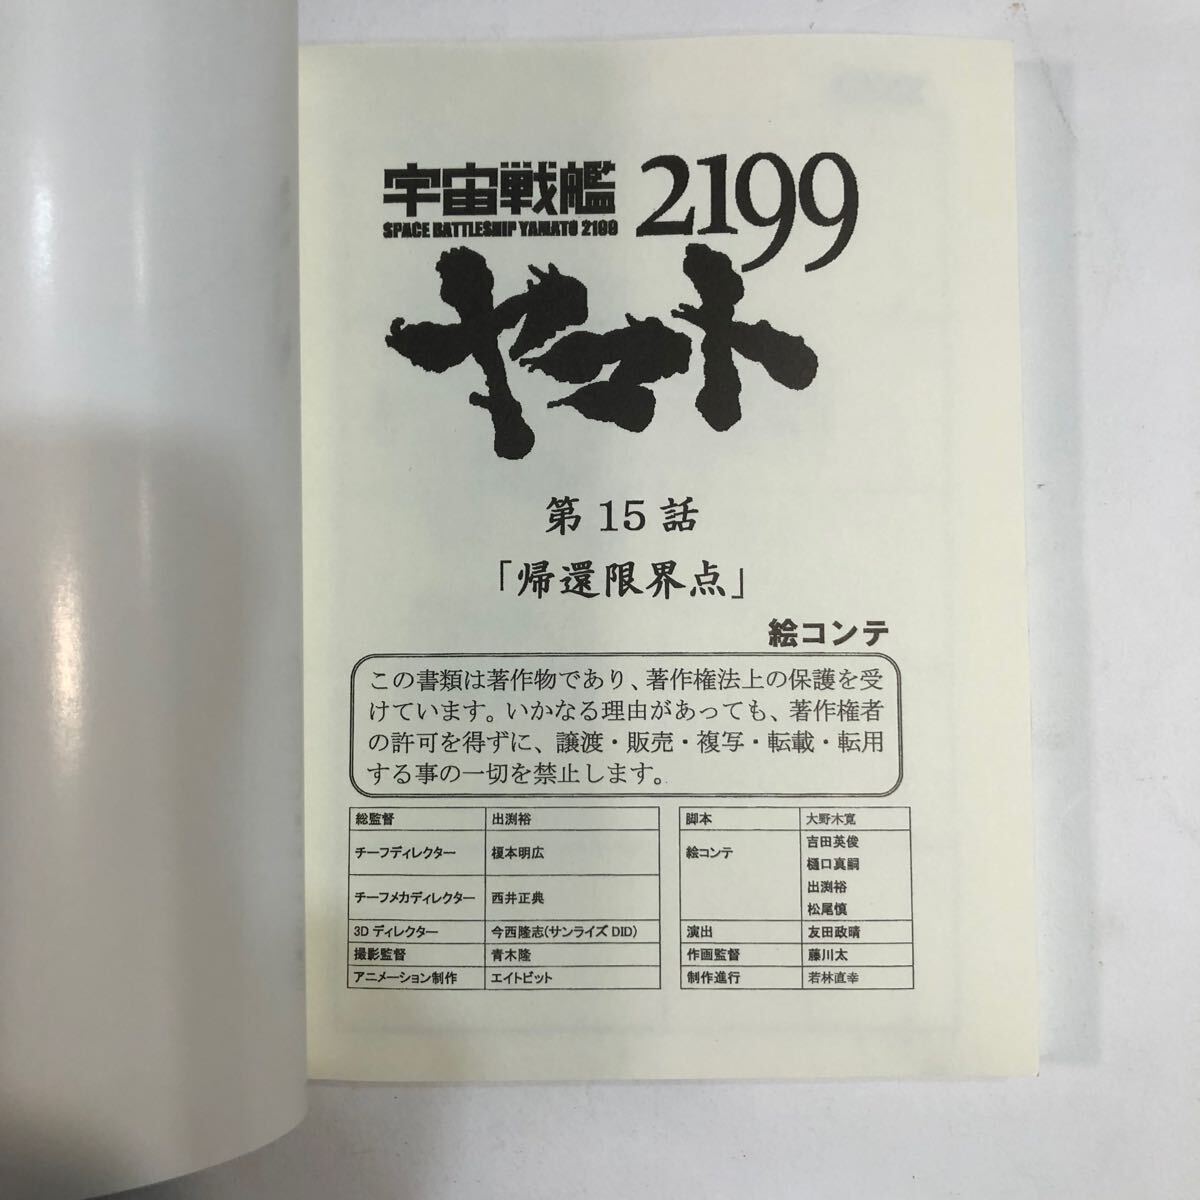 宇宙戦艦 2199
SPACE BATTLESHIP YAMATO 2199
ヤマト
第15話
「帰還限界点」
絵コンテ
この書類は著作物であり、著作権法上の保護を受
けています。いかなる理由があっても、著作権者
の許可を得ずに、譲渡・販売・複写・転載・転用
する事の一切を禁止します。
総監督 出渕裕
チーフディレクター 榎本明広
チーフメカディレクター 西井正典
3Dディレクター 今西隆志(サンライズDID)
撮影監督 青木隆
アニメーション制作 エイトビット
脚本 大野木寛
絵コンテ 吉田英俊
樋口真嗣
出渕裕
松尾慎
演出 友田政晴
作画監督 藤川太
制作進行 若林直幸